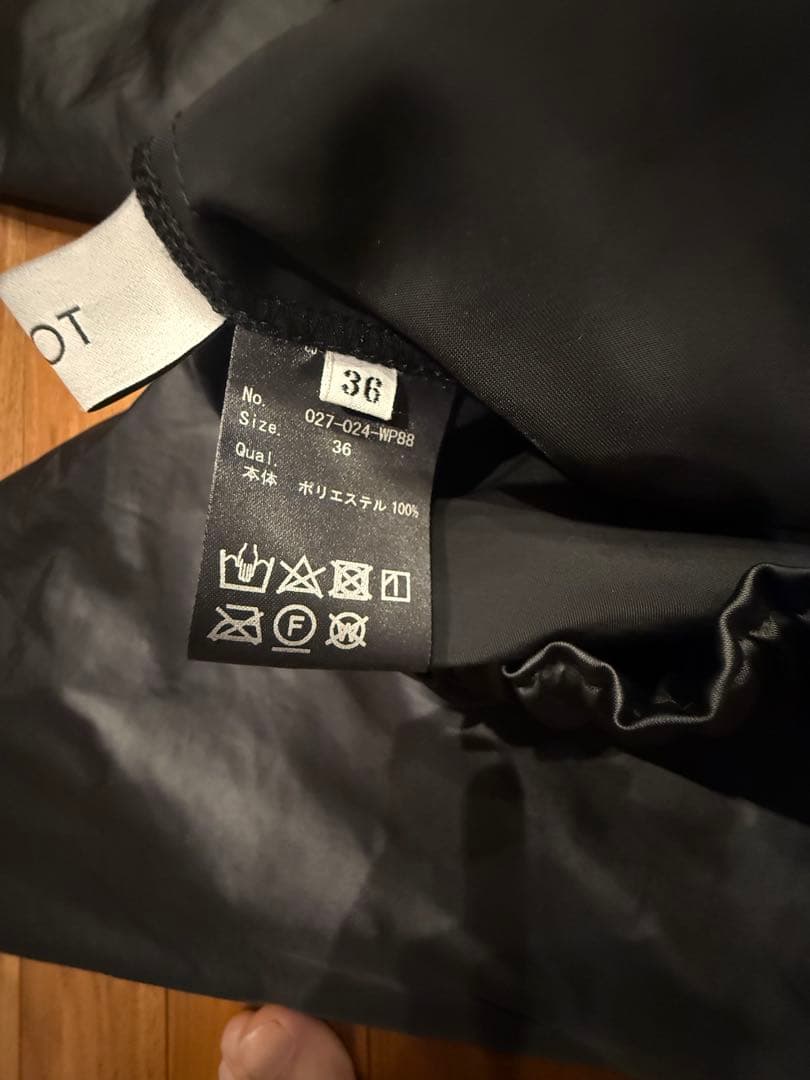 OT
36
No. 027-024-WP88
Size. 36
Qual.
本体 ポリエステル 100%
F
W